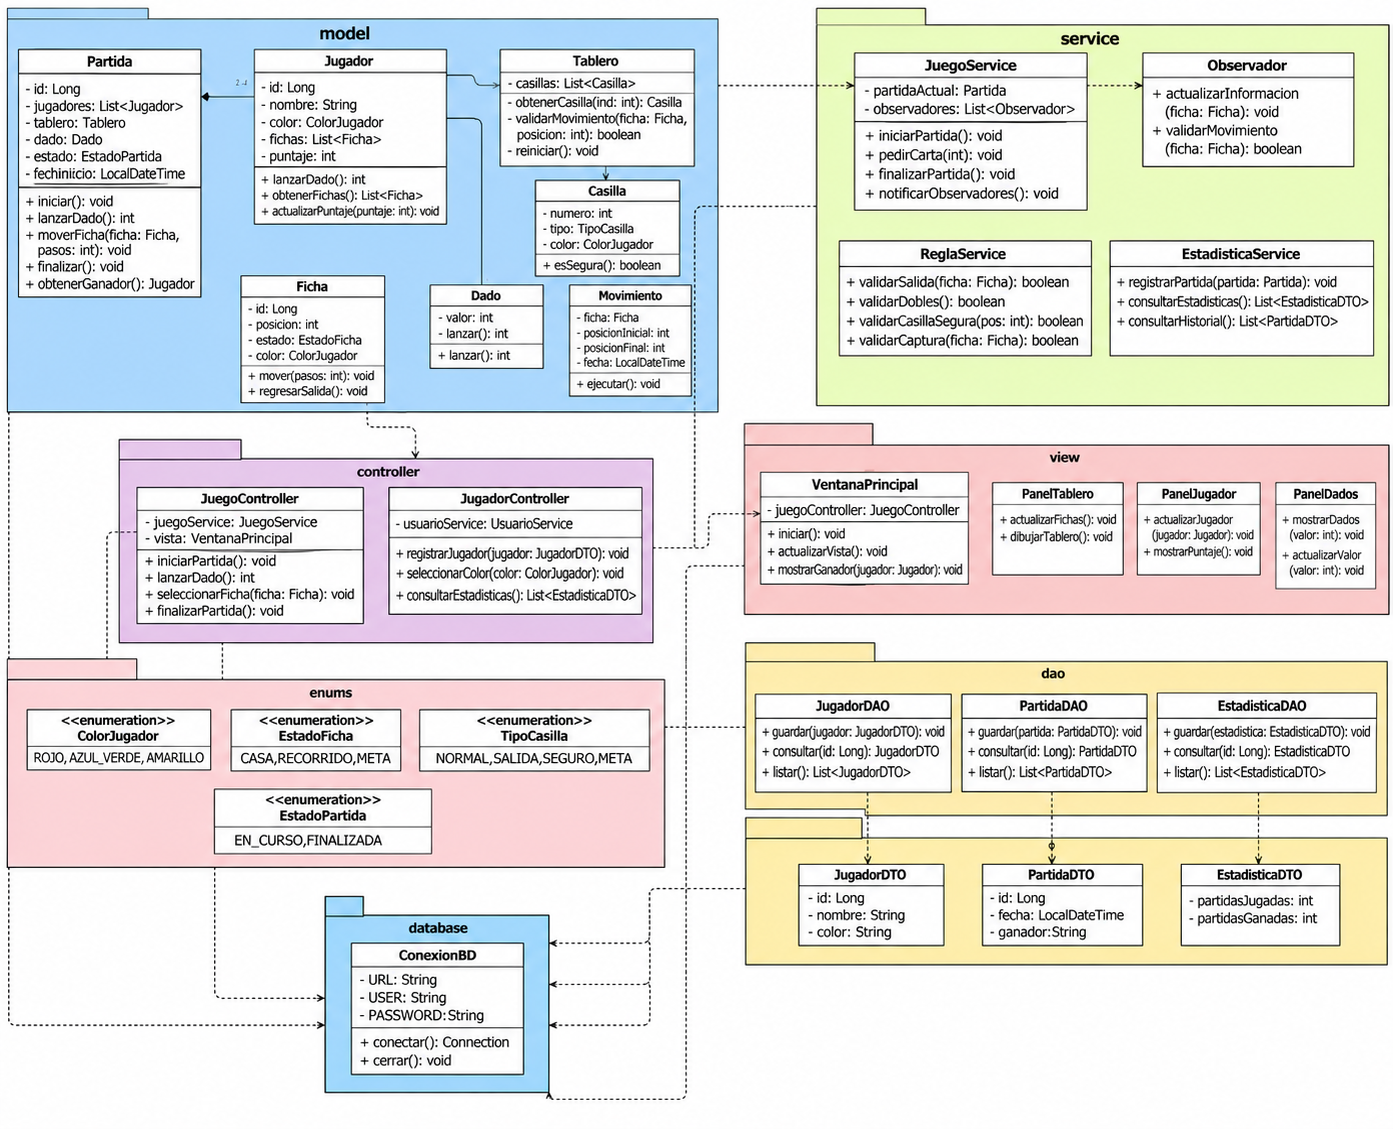 model
Partida
- id: Long
- jugadores: List<Jugador>
- tablero: Tablero
- dado: Dado
- estado: EstadoPartida
- fechiniicio: LocalDateTime
+ iniciar(): void
+ lanzarDado(): int
+ moverFicha(ficha: Ficha,
pasos: int): void
+ finalizar(): void
+ obtenerGanador(): Jugador
Jugador
- id: Long
- nombre: String
- color: ColorJugador
- fichas: List<Ficha>
- puntaje: int
+ lanzarDado(): int
+ obtenerFichas(): List<Ficha>
+ actualizarPuntaje(puntaje: int): void
Tablero
- casillas: List<Casilla>
- obtenerCasilla(ind: int): Casilla
- validarMovimiento(ficha: Ficha,
posicion: int): boolean
- reiniciar(): void
Casilla
- numero: int
- tipo: TipoCasilla
- color: ColorJugador
+ esSegura(): boolean
Ficha
- id: Long
- posicion: int
- estado: EstadoFicha
- color: ColorJugador
+ mover(pasos: int): void
+ regresarSalida(): void
Dado
- valor: int
- lanzar(): int
+ lanzar(): int
Movimiento
- ficha: Ficha
- posicionInicial: int
- posicionFinal: int
- fecha: LocalDateTime
+ ejecutar(): void
service
JuegoService
- partidaActual: Partida
- observadores: List<Observador>
+ iniciarPartida(): void
+ pedirCarta(int): void
+ finalizarPartida(): void
+ notificarObservadores(): void
Observador
+ actualizarInformacion
(ficha: Ficha): void
+ validarMovimiento
(ficha: Ficha): boolean
ReglaService
+ validarSalida(ficha: Ficha): boolean
+ validarDobles(): boolean
+ validarCasillaSegura(pos: int): boolean
+ validarCaptura(ficha: Ficha): boolean
EstadisticaService
+ registrarPartida(partida: Partida): void
+ consultarEstadisticas(): List<EstadisticaDTO>
+ consultarHistorial(): List<PartidaDTO>
controller
JuegoController
- juegoService: JuegoService
- vista: VentanaPrincipal
+ iniciarPartida(): void
+ lanzarDado(): int
+ seleccionarFicha(ficha: Ficha): void
+ finalizarPartida(): void
JugadorController
- usuarioService: UsuarioService
+ registrarJugador(jugador: JugadorDTO): void
+ seleccionarColor(color: ColorJugador): void
+ consultarEstadisticas(): List<EstadisticaDTO>
view
VentanaPrincipal
- juegoController: JuegoController
+ iniciar(): void
+ actualizarVista(): void
+ mostrarGanador(jugador: Jugador): void
PanelTablero
+ actualizarFichas(): void
+ dibujarTablero(): void
PanelJugador
+ actualizarJugador
(jugador: Jugador): void
+ mostrarPuntaje(): void
PanelDados
+ mostrarDados
(valor: int): void
+ actualizarValor
(valor: int): void
enums
<<enumeration>>
ColorJugador
ROJO, AZUL_VERDE, AMARILLO
<<enumeration>>
EstadoFicha
CASA,RECORRIDO,META
<<enumeration>>
TipoCasilla
NORMAL,SALIDA,SEGURO,META
<<enumeration>>
EstadoPartida
EN_CURSO,FINALIZADA
dao
JugadorDAO
+ guardar(jugador: JugadorDTO): void
+ consultar(id: Long): JugadorDTO
+ listar(): List<JugadorDTO>
PartidaDAO
+ guardar(partida: PartidaDTO): void
+ consultar(id: Long): PartidaDTO
+ listar(): List<PartidaDTO>
EstadisticaDAO
+ guardar(estadistica: EstadisticaDTO): void
+ consultar(id: Long): EstadisticaDTO
+ listar(): List<EstadisticaDTO>
JugadorDTO
- id: Long
- nombre: String
- color: String
PartidaDTO
- id: Long
- fecha: LocalDateTime
- ganador:String
EstadisticaDTO
- partidasJugadas: int
- partidasGanadas: int
database
ConexionBD
- URL: String
- USER: String
- PASSWORD:String
+ conectar(): Connection
+ cerrar(): void